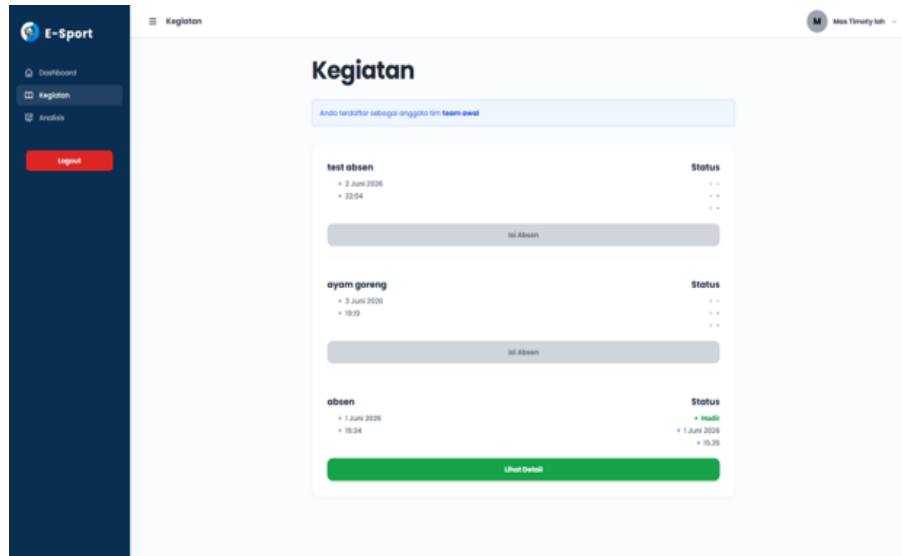 E-Sport
Kegiatan
Mas Timoty lah
M
Dashboard
Kegiatan
Analisis
Logout
Kegiatan
Anda terdaftar sebagai anggota tim team awal
test absen
Status
2 Juni 2026
-
22:04
-
-
Isi Absen
ayam goreng
Status
3 Juni 2026
-
19:19
-
-
Isi Absen
absen
Status
1 Juni 2026
Hadir
15:34
1 Juni 2026
15.35
Lihat Detail